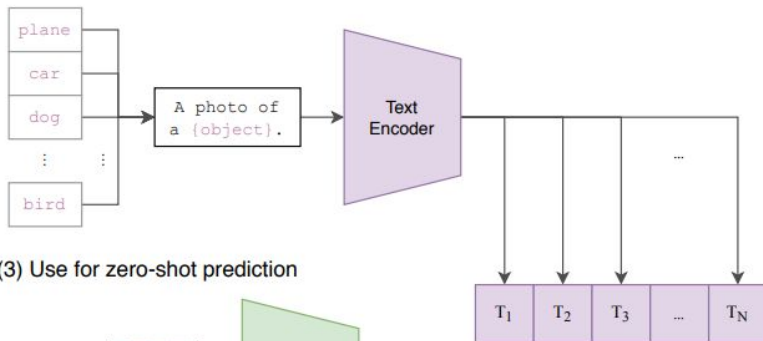 plane
car
dog
⋮ ⋮
bird
A photo of
a {object}.
Text
Encoder
...
(3) Use for zero-shot prediction
T1 T2 T3 ... TN